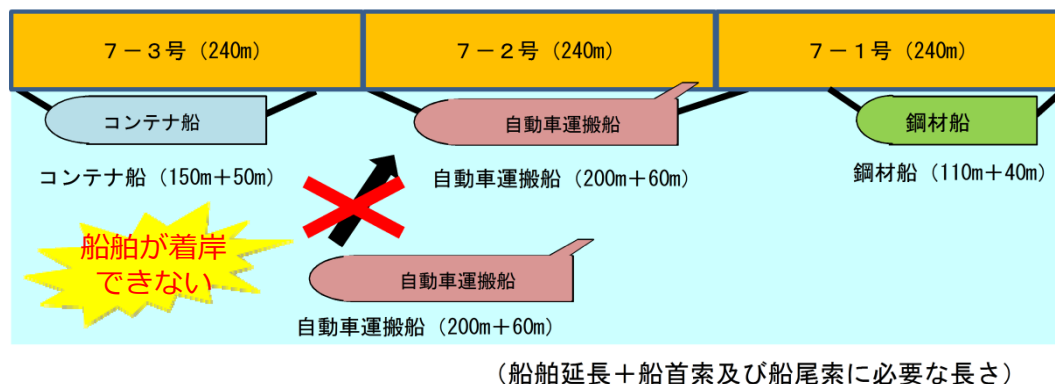 7－3号（240m）
7－2号（240m）
7－1号（240m）
コンテナ船
自動車運搬船
鋼材船
コンテナ船（150m＋50m）
自動車運搬船（200m＋60m）
鋼材船（110m＋40m）
船舶が着岸
できない
自動車運搬船
自動車運搬船（200m＋60m）
（船舶延長＋船首索及び船尾索に必要な長さ）